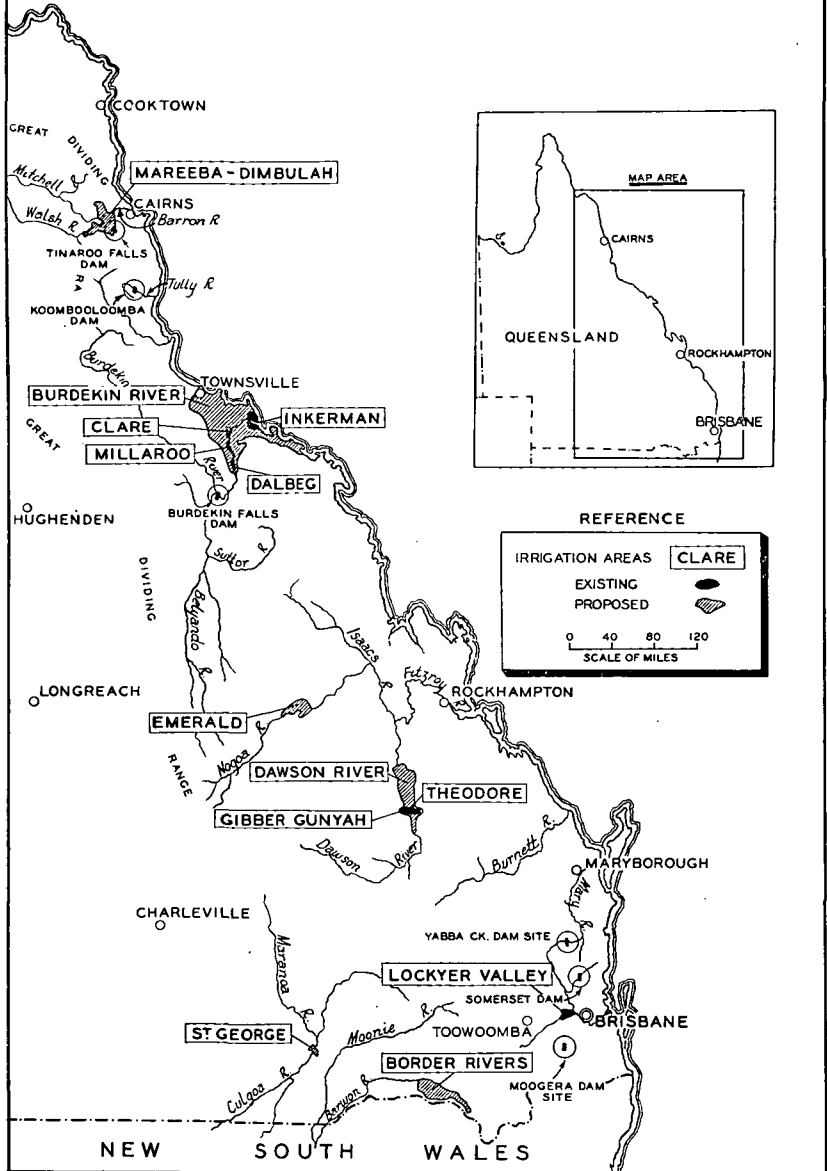 COOKTOWN
GREAT
DIVIDING
RA
Mitchell R.
MAREEBA-DIMBULAH
CAIRNS
Walsh R.
Barron R
TINAROO FALLS
DAM
Tully R.
KOOMBOOLOOMBA
DAM
Burdekin
River
TOWNSVILLE
BURDEKIN RIVER
INKERMAN
CLARE
MILLAROO
DALBEG
GREAT
BURDEKIN FALLS
DAM
HUGHENDEN
Suttor R.
DIVIDING
Belyando R.
Isaacs R.
Fitzroy
ROCKHAMPTON
LONGREACH
EMERALD
Nogoa R.
RANGE
DAWSON RIVER
THEODORE
GIBBER GUNYAH
Dawson River
Burnett R.
MARYBOROUGH
Mary R.
CHARLEVILLE
Maranoa R.
YABBA CK. DAM SITE
LOCKYER VALLEY
SOMERSET DAM
Moonie R.
TOOWOOMBA
BRISBANE
ST. GEORGE
BORDER RIVERS
Culgoa R.
Barwon R.
MOOGERA DAM
SITE
NEW SOUTH WALES
MAP AREA
CAIRNS
QUEENSLAND
ROCKHAMPTON
BRISBANE
REFERENCE
IRRIGATION AREAS CLARE
EXISTING
PROPOSED
0 40 80 120
SCALE OF MILES